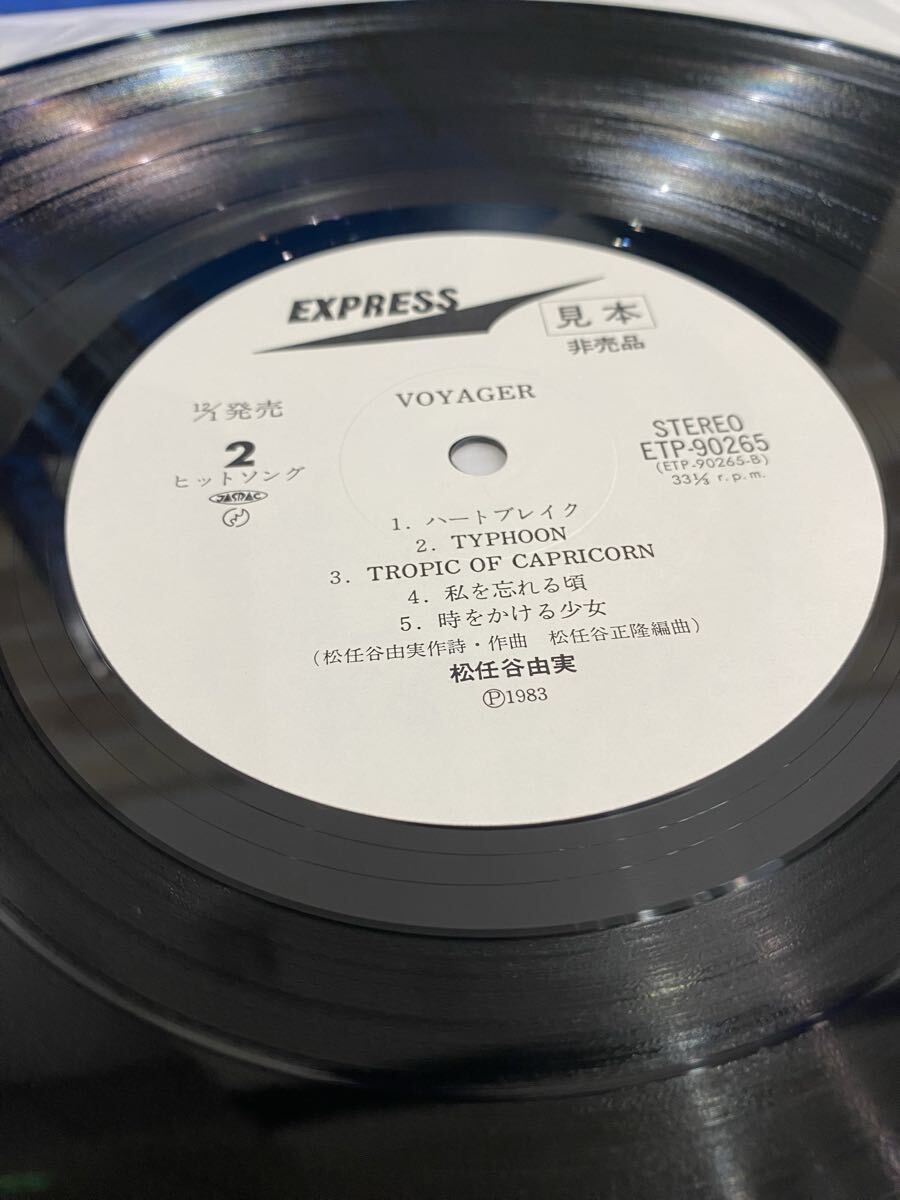 EXPRESS
見本
非売品
VOYAGER
12/1発売
2
ヒットソング
JASRAC
STEREO
ETP-90265
(ETP-90265-B)
33⅓ r.p.m.
1. ハートブレイク
2. TYPHOON
3. TROPIC OF CAPRICORN
4. 私を忘れる頃
5. 時をかける少女
(松任谷由実作詩・作曲 松任谷正隆編曲)
松任谷由実
Ⓟ1983